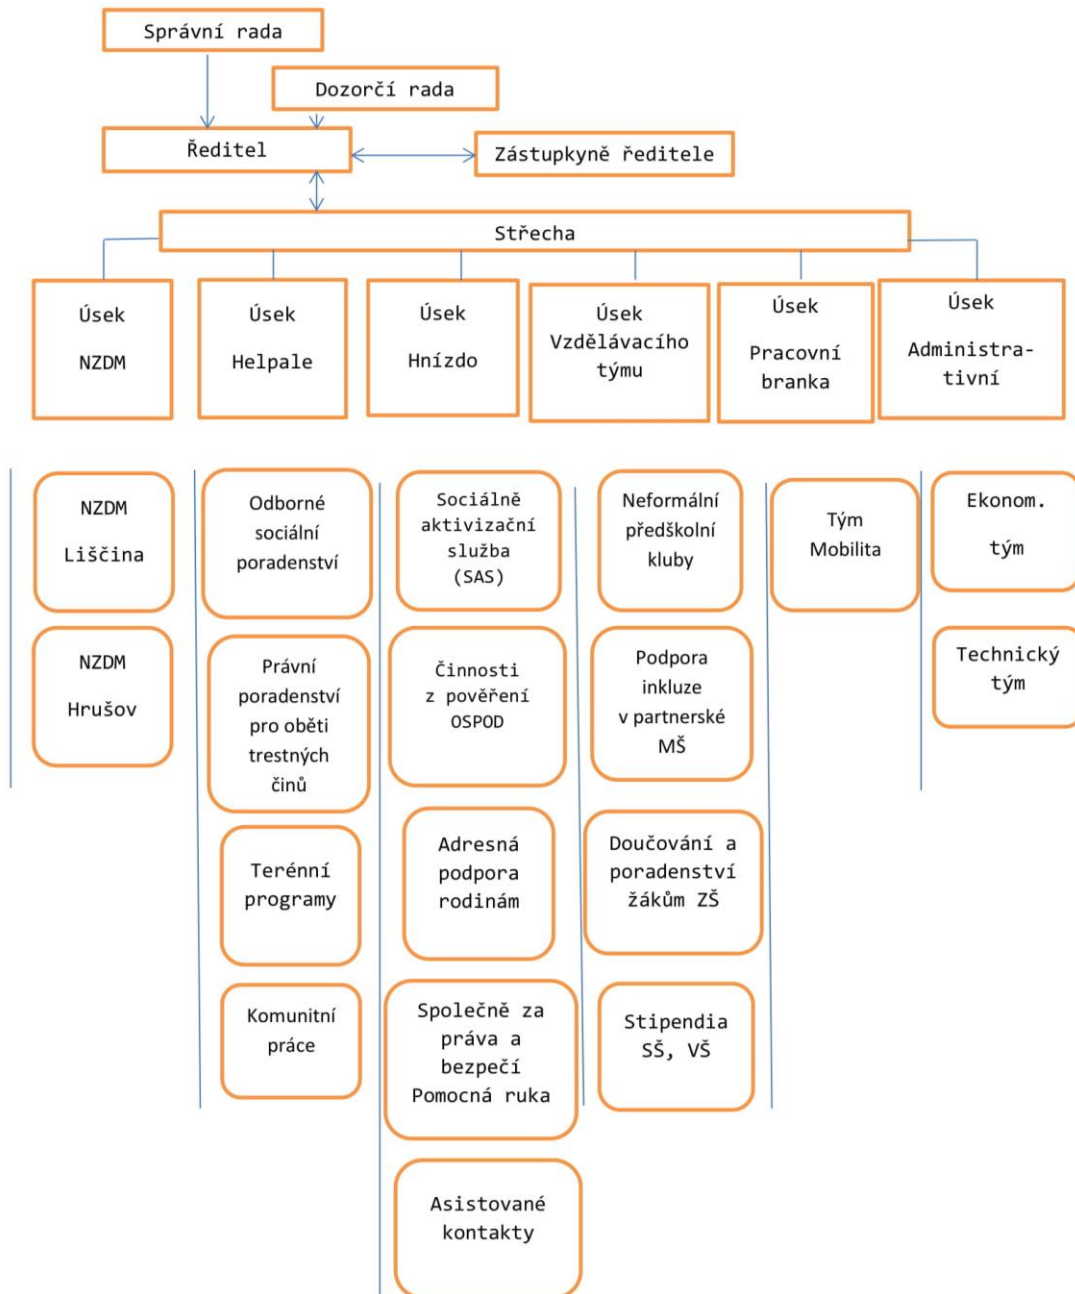 Správní rada
Dozorčí rada
Ředitel
Zástupkyně ředitele
Střecha
Úsek
NZDM
Úsek
Helpale
Úsek
Hnízdo
Úsek
Vzdělávacího
týmu
Úsek
Pracovní
branka
Úsek
Administra-
tivní
NZDM
Liščina
NZDM
Hrušov
Odborné
sociální
poradenství
Právní
poradenství
pro oběti
trestných
činů
Terénní
programy
Komunitní
práce
Sociálně
aktivizační
služba
(SAS)
Činnosti
z pověření
OSPOD
Adresná
podpora
rodinám
Společně za
práva a
bezpečí
Pomocná ruka
Asistované
kontakty
Neformální
předškolní
kluby
Podpora
inkluze
v partnerské
MŠ
Doučování a
poradenství
žákům ZŠ
Stipendia
SŠ, VŠ
Tým
Mobilita
Ekonom.
tým
Technický
tým